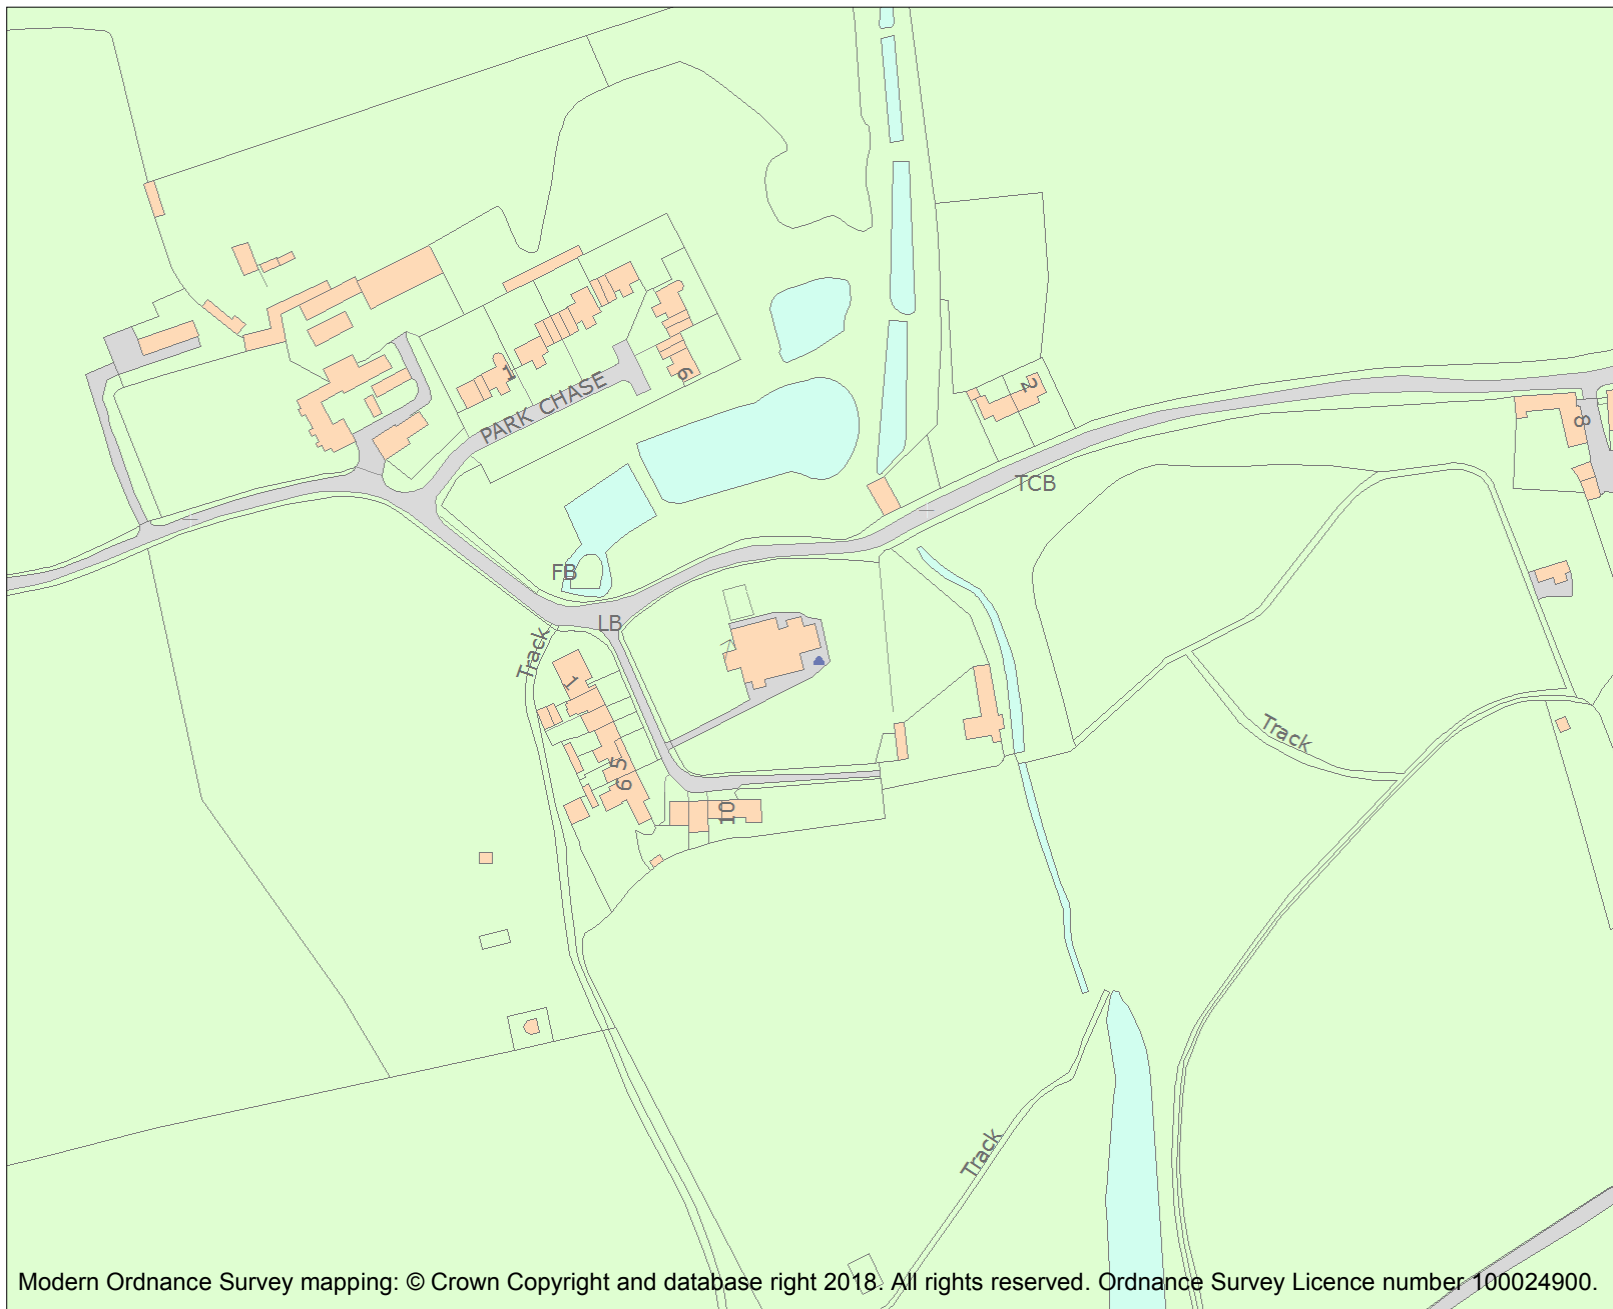 1
PARK CHASE
6
2
8
TCB
FB
LB
Track
1
5
6
10
Track
Track
Modern Ordnance Survey mapping: © Crown Copyright and database right 2018. All rights reserved. Ordnance Survey Licence number 100024900.